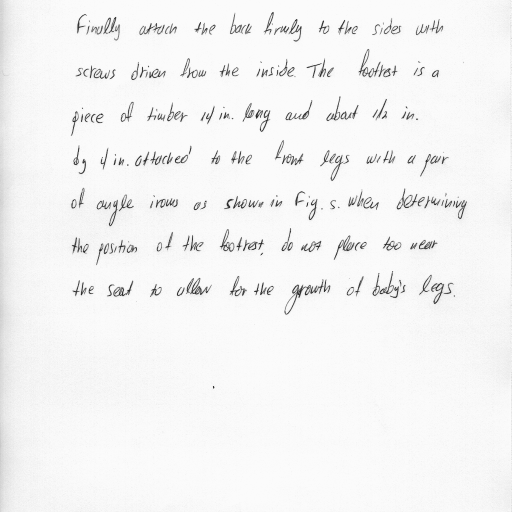 Finally attach the back firmly to the sides with
screws driven from the inside. The footrest is a
piece of timber 14 in. long and about 1/2 in.
by 4 in. attached to the front legs with a pair
of angle irons as shown in Fig. 5. when determining
the position of the footrest, do not place too near
the seat to allow for the growth of baby's legs.